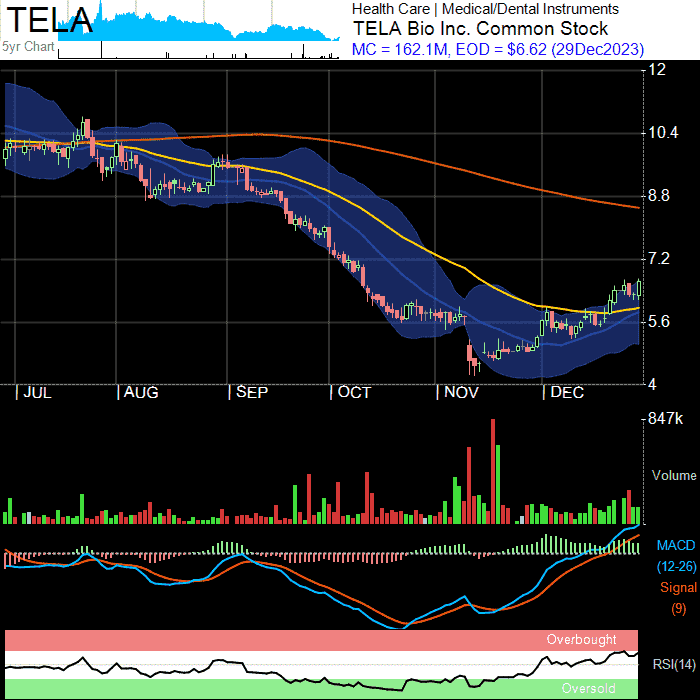 TELA
5yr Chart
Health Care | Medical/Dental Instruments
TELA Bio Inc. Common Stock
MC = 162.1M, EOD = $6.62 (29Dec2023)
12
10.4
8.8
7.2
5.6
4
JUL AUG SEP OCT NOV DEC
847k
Volume
MACD
(12-26)
Signal
(9)
Overbought
RSI(14)
Oversold